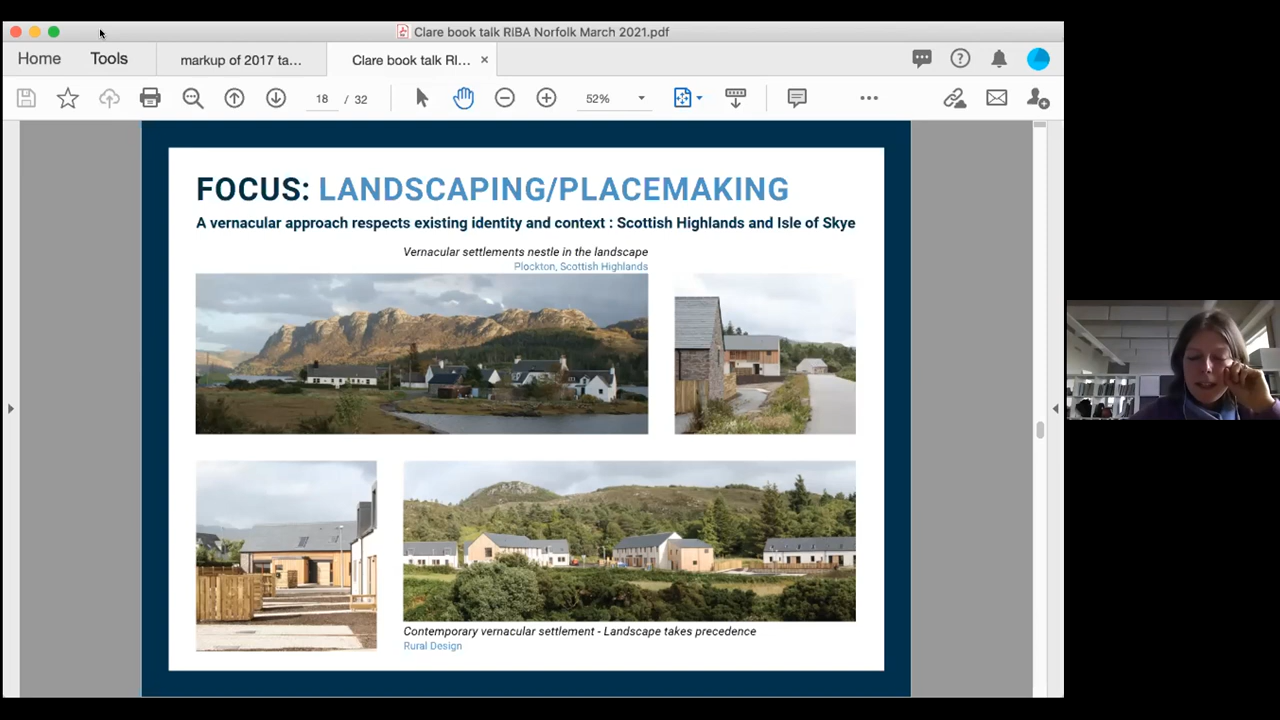 Clare book talk RIBA Norfolk March 2021.pdf
Home
Tools
markup of 2017 ta...
Clare book talk RI...
18 / 32
52%
FOCUS: LANDSCAPING/PLACEMAKING
A vernacular approach respects existing identity and context : Scottish Highlands and Isle of Skye
Vernacular settlements nestle in the landscape
Plockton, Scottish Highlands
Contemporary vernacular settlement - Landscape takes precedence
Rural Design